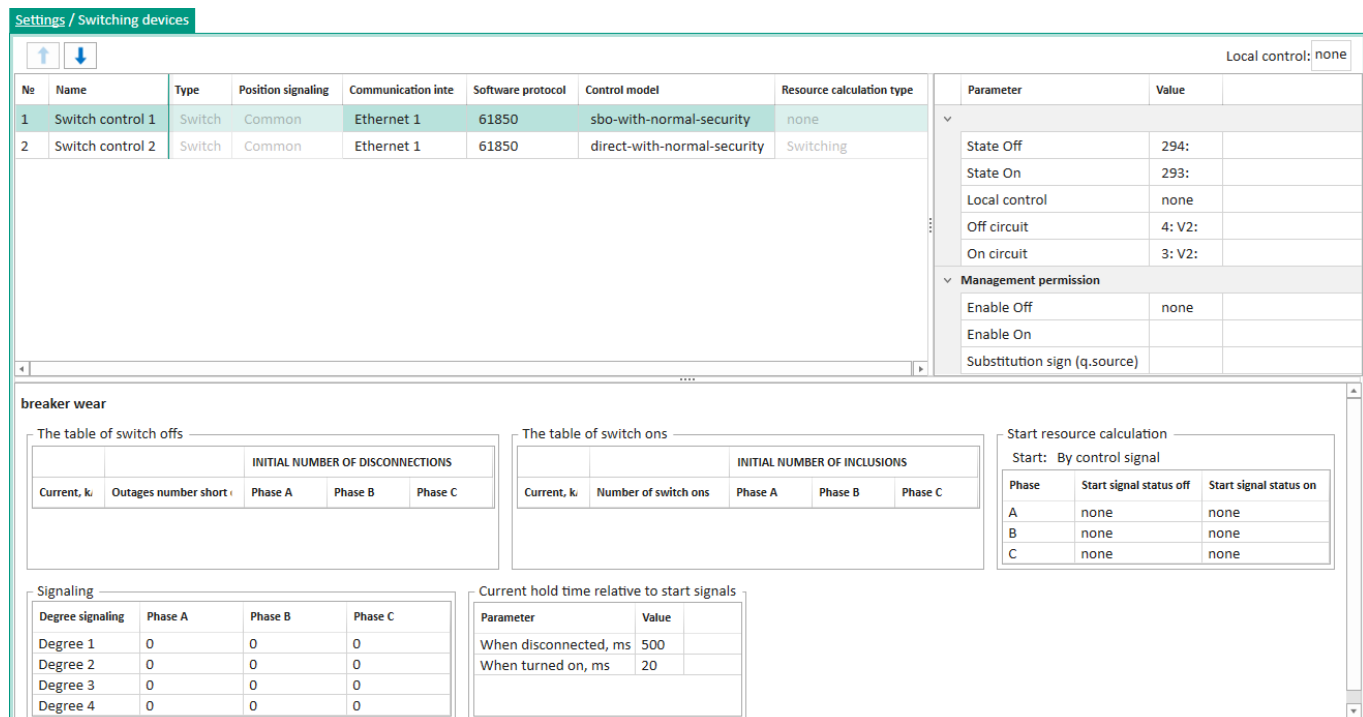 Settings / Switching devices
Local control: none
№ Name Type Position signaling Communication inte Software protocol Control model Resource calculation type
1 Switch control 1 Switch Common Ethernet 1 61850 sbo-with-normal-security none
2 Switch control 2 Switch Common Ethernet 1 61850 direct-with-normal-security Switching
Parameter Value
State Off 294:
State On 293:
Local control none
Off circuit 4: V2:
On circuit 3: V2:
Management permission
Enable Off none
Enable On
Substitution sign (q.source)
breaker wear
The table of switch offs
INITIAL NUMBER OF DISCONNECTIONS
Current, k Outages number short Phase A Phase B Phase C
The table of switch ons
INITIAL NUMBER OF INCLUSIONS
Current, k Number of switch ons Phase A Phase B Phase C
Start resource calculation
Start: By control signal
Phase Start signal status off Start signal status on
A none none
B none none
C none none
Signaling
Degree signaling Phase A Phase B Phase C
Degree 1 0 0 0
Degree 2 0 0 0
Degree 3 0 0 0
Degree 4 0 0 0
Current hold time relative to start signals
Parameter Value
When disconnected, ms 500
When turned on, ms 20